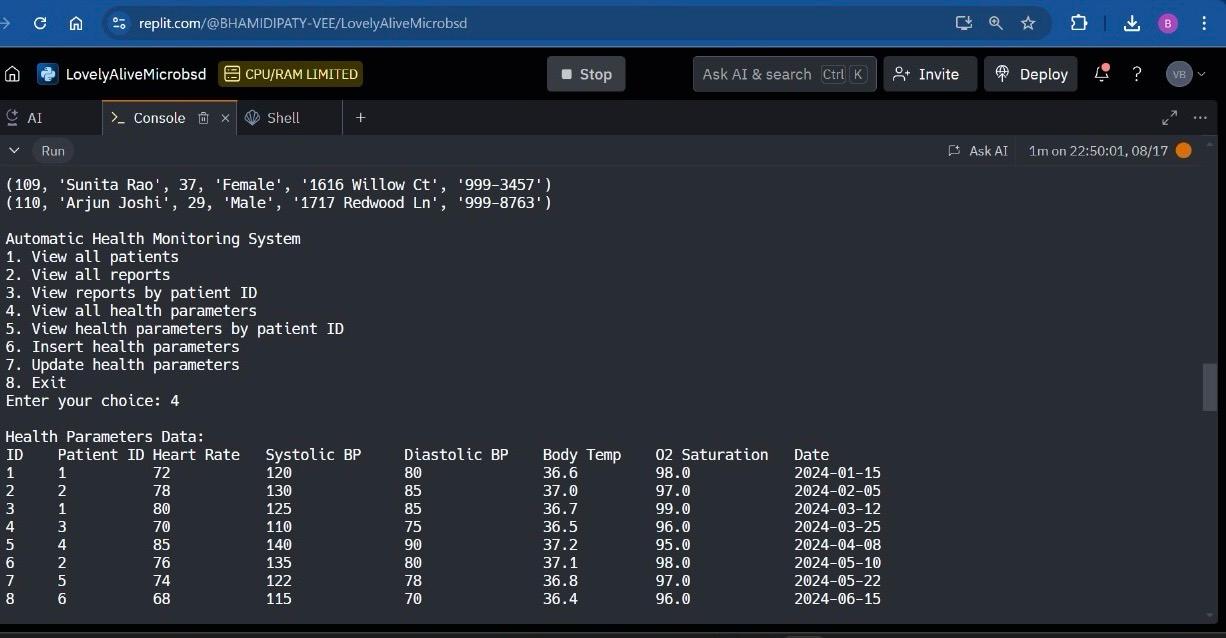 replit.com/@BHAMIDIPATY-VEE/LovelyAliveMicrobsd B
LovelyAliveMicrobsd CPU/RAM LIMITED Stop Ask AI & search Ctrl K Invite Deploy ? VB
AI >_ Console Shell +
Run Ask AI 1m on 22:50:01, 08/17
(109, 'Sunita Rao', 37, 'Female', '1616 Willow Ct', '999-3457')
(110, 'Arjun Joshi', 29, 'Male', '1717 Redwood Ln', '999-8763')
Automatic Health Monitoring System
1. View all patients
2. View all reports
3. View reports by patient ID
4. View all health parameters
5. View health parameters by patient ID
6. Insert health parameters
7. Update health parameters
8. Exit
Enter your choice: 4
Health Parameters Data:
ID Patient ID Heart Rate Systolic BP Diastolic BP Body Temp O2 Saturation Date
1 1 72 120 80 36.6 98.0 2024-01-15
2 2 78 130 85 37.0 97.0 2024-02-05
3 1 80 125 85 36.7 99.0 2024-03-12
4 3 70 110 75 36.5 96.0 2024-03-25
5 4 85 140 90 37.2 95.0 2024-04-08
6 2 76 135 80 37.1 98.0 2024-05-10
7 5 74 122 78 36.8 97.0 2024-05-22
8 6 68 115 70 36.4 96.0 2024-06-15